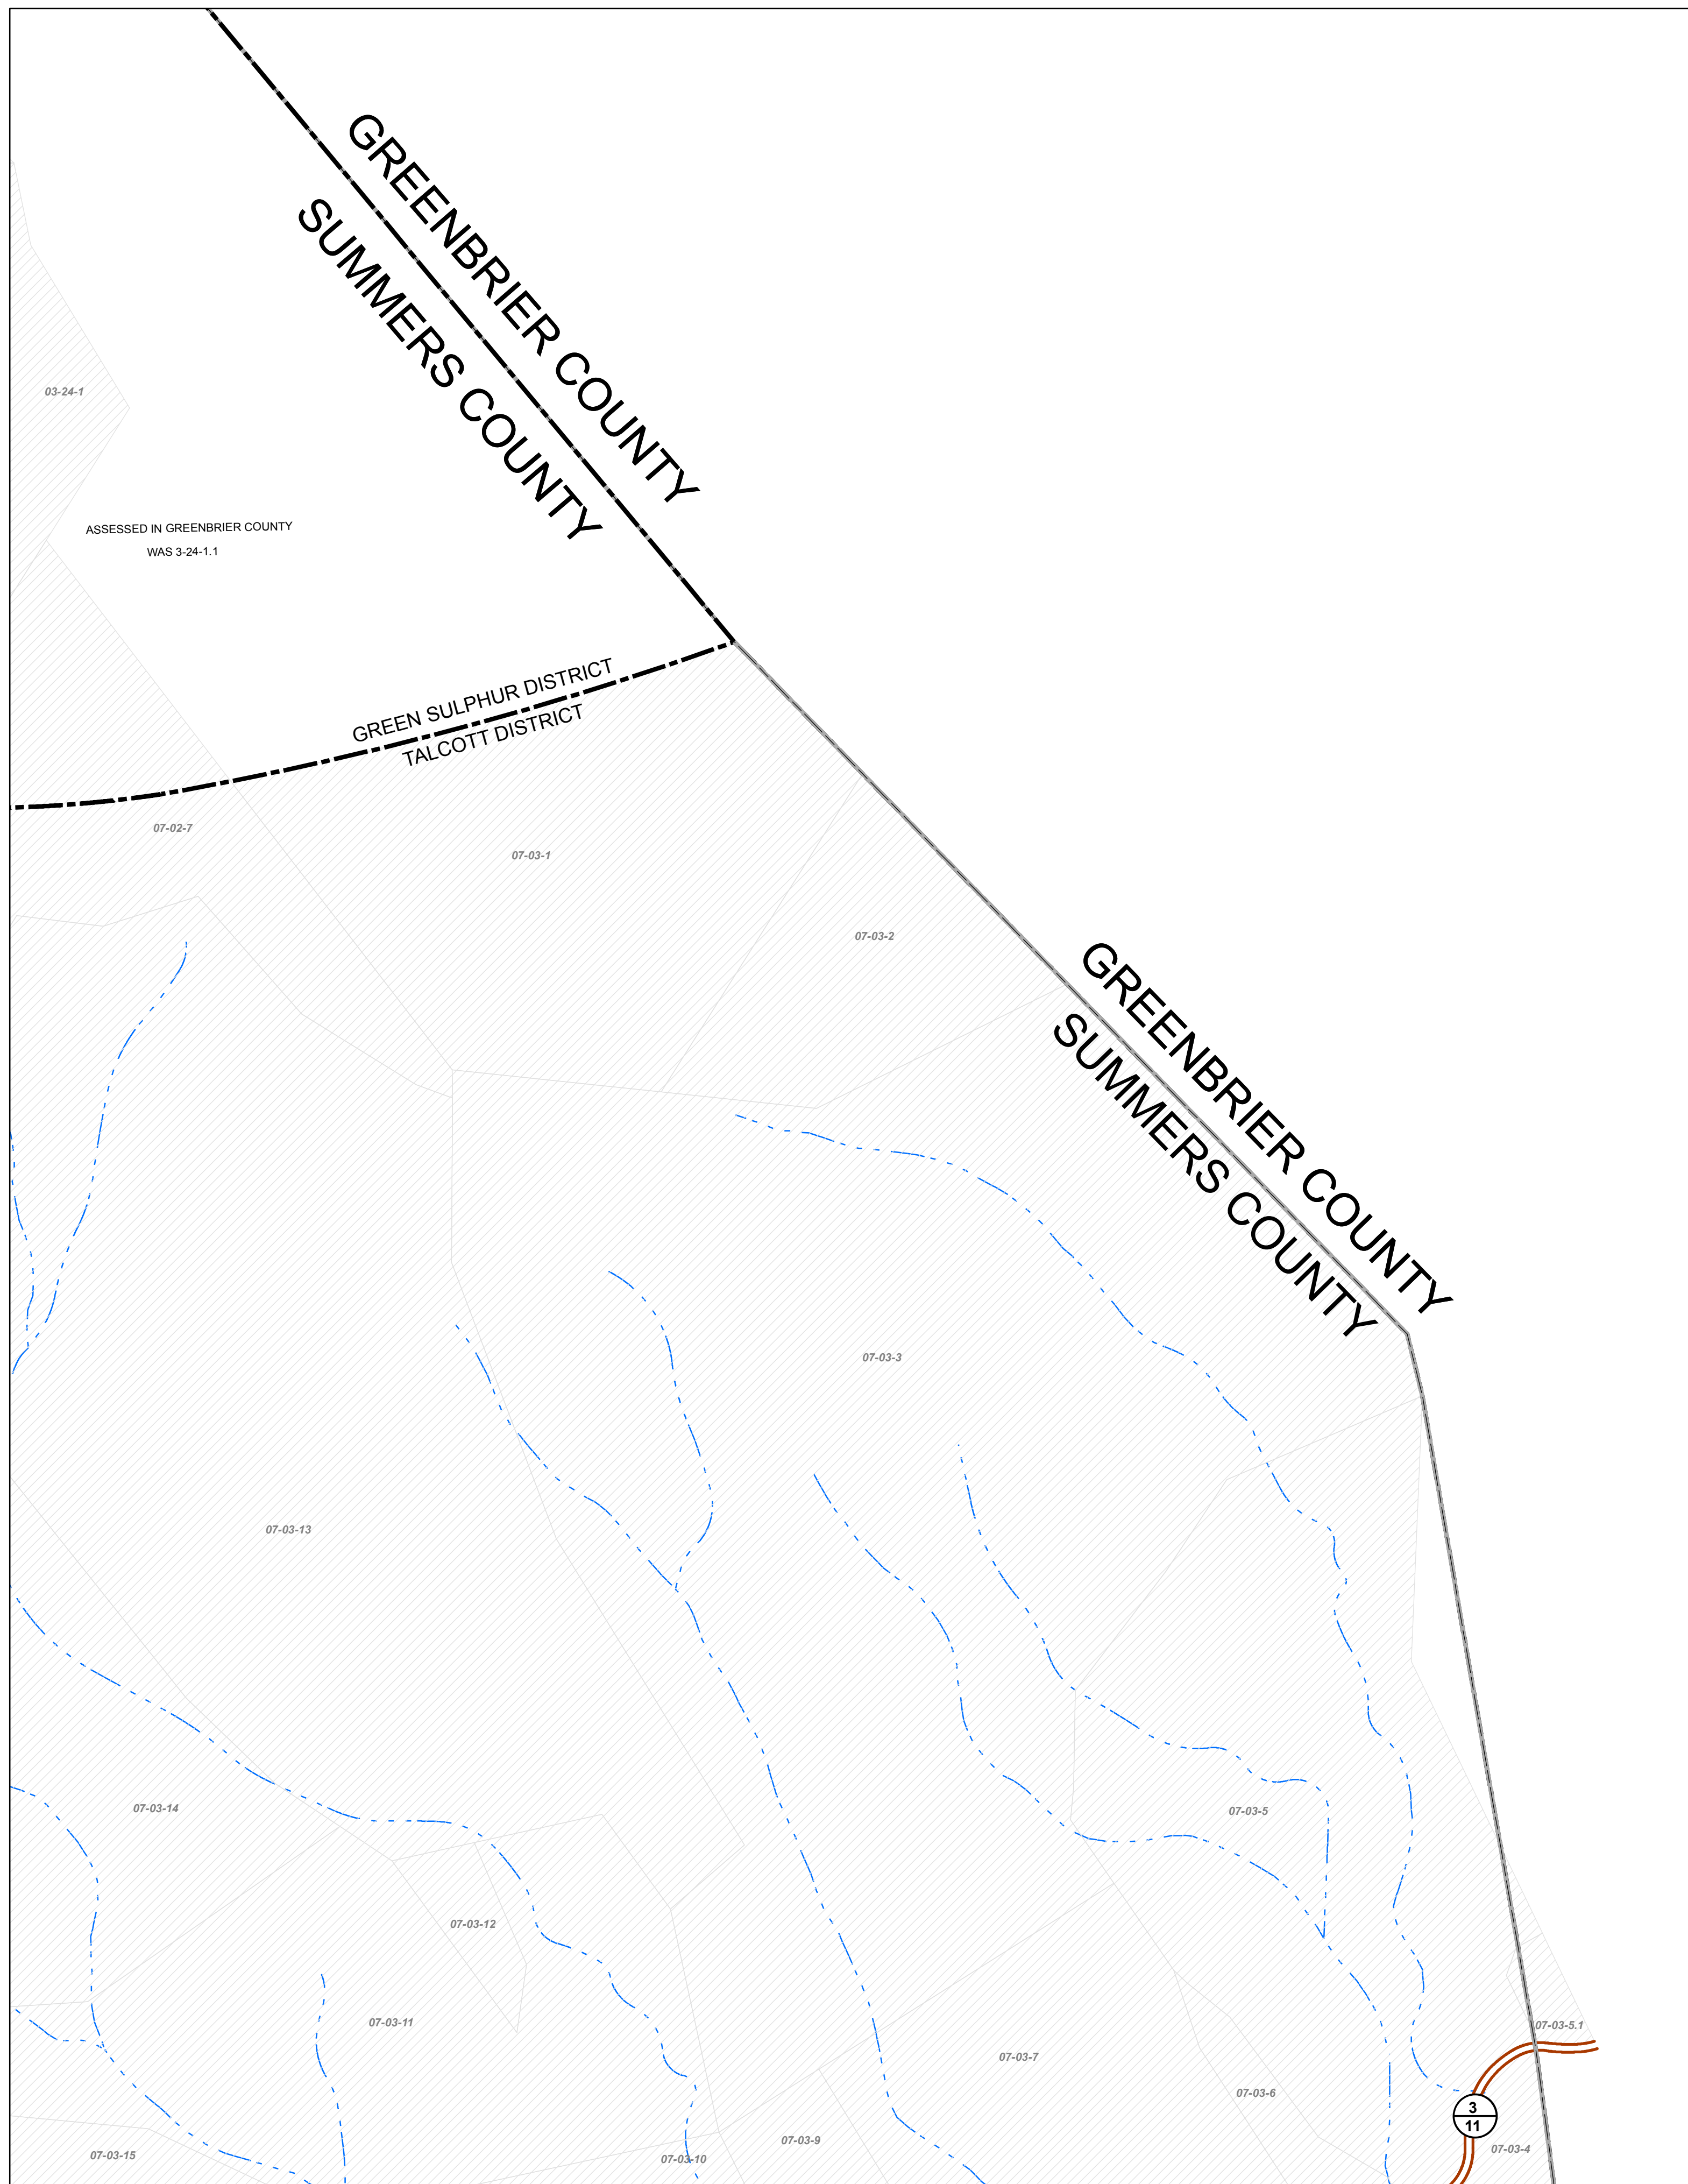 GREENBRIER COUNTY
SUMMERS COUNTY
03-24-1
ASSESSED IN GREENBRIER COUNTY
WAS 3-24-1.1
GREEN SULPHUR DISTRICT
TALCOTT DISTRICT
07-02-7
07-03-1
07-03-2
GREENBRIER COUNTY
SUMMERS COUNTY
07-03-3
07-03-13
07-03-14
07-03-5
07-03-12
07-03-11
07-03-5.1
07-03-7
07-03-6
3
11
07-03-9
07-03-4
07-03-15
07-03-10